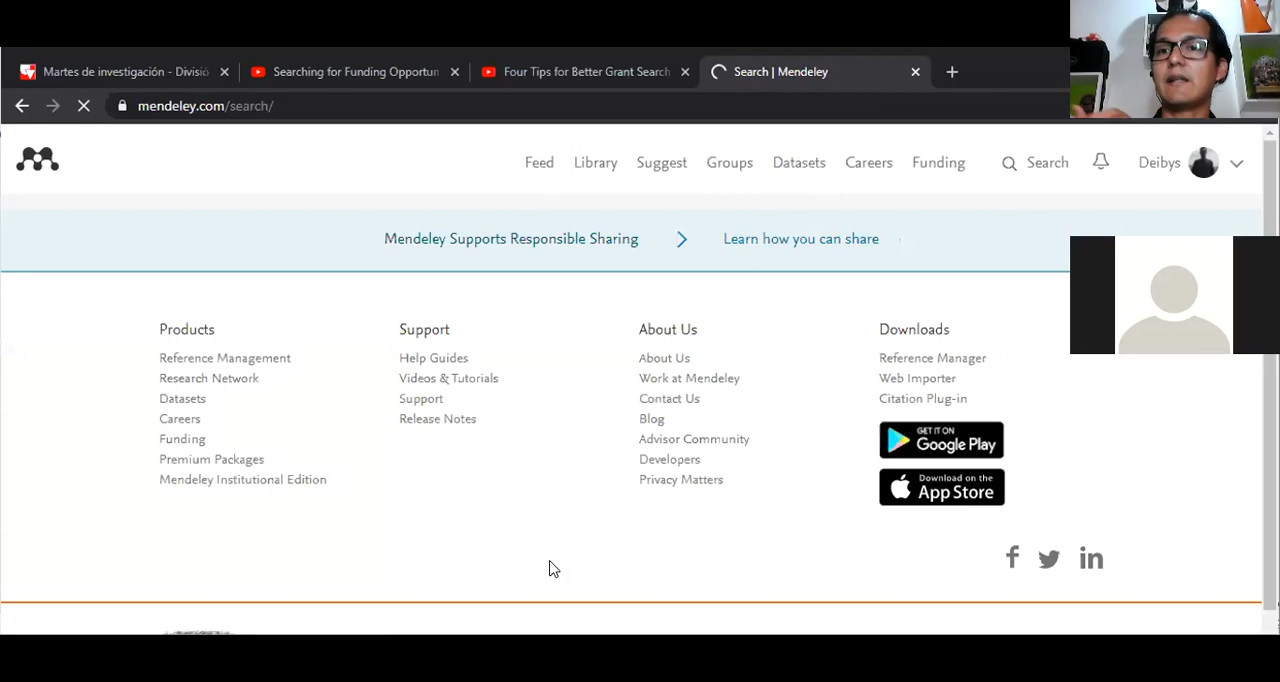 Martes de investigación - Divisió
Searching for Funding Opportun
Four Tips for Better Grant Search
Search | Mendeley
mendeley.com/search/
Feed Library Suggest Groups Datasets Careers Funding Search Deibys
Mendeley Supports Responsible Sharing Learn how you can share
Products
Reference Management
Research Network
Datasets
Careers
Funding
Premium Packages
Mendeley Institutional Edition
Support
Help Guides
Videos & Tutorials
Support
Release Notes
About Us
About Us
Work at Mendeley
Contact Us
Blog
Advisor Community
Developers
Privacy Matters
Downloads
Reference Manager
Web Importer
Citation Plug-in
GET IT ON
Google Play
Download on the
App Store